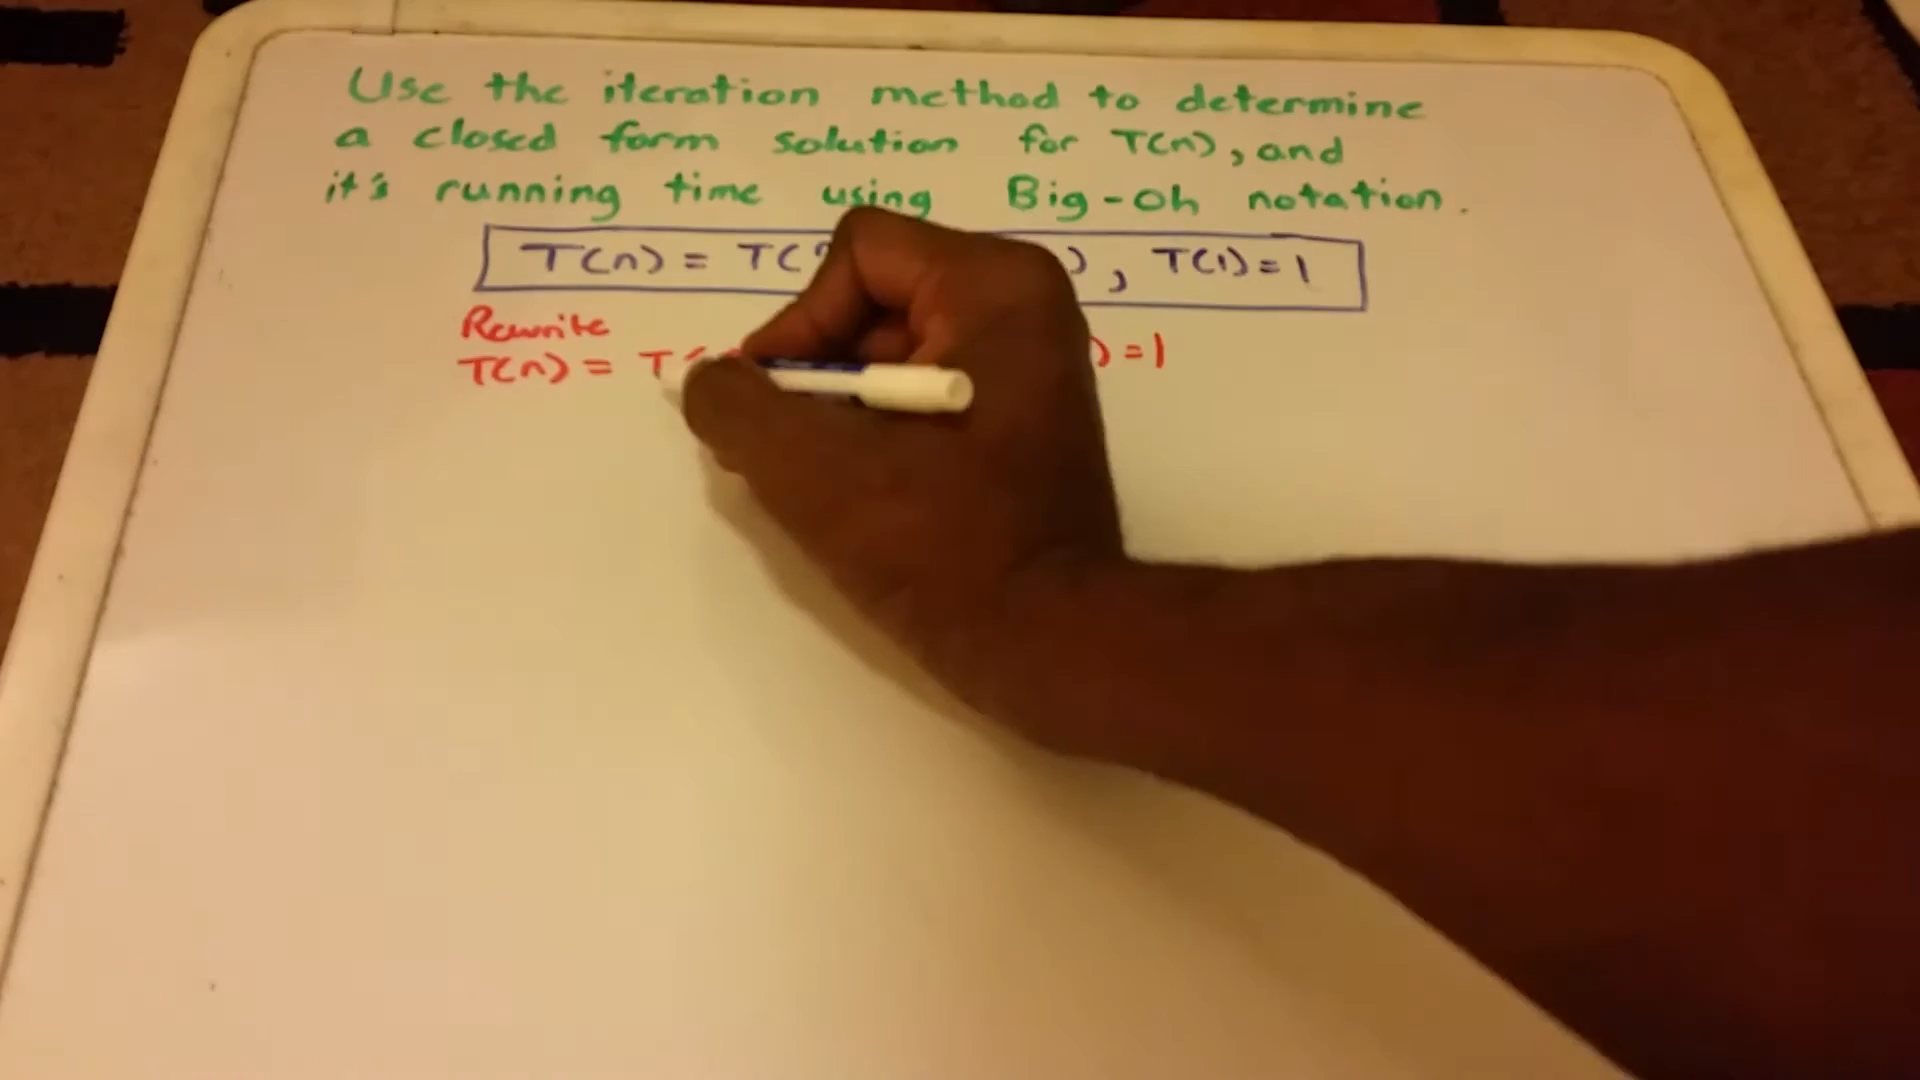 Use the iteration method to determine
a closed form solution for T(n), and
it's running time using Big-Oh notation.
T(n) = T( ), T(1)=1
Rewrite
T(n) = T( ) =1